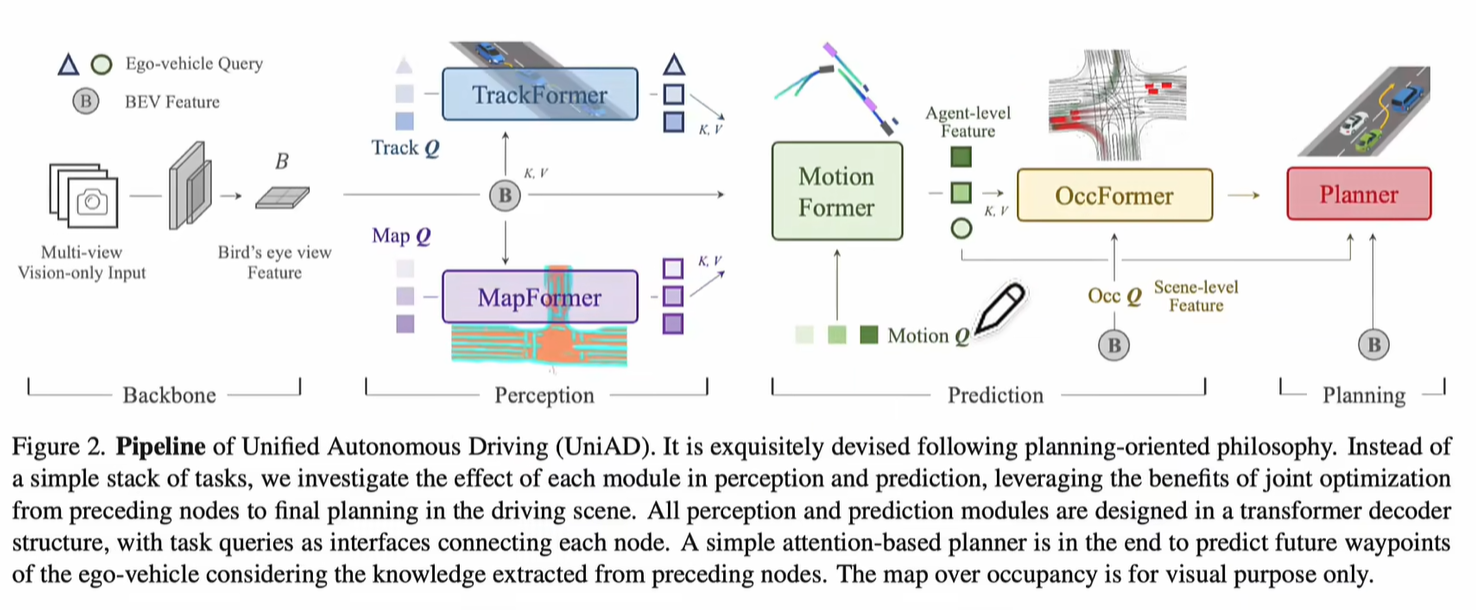 Ego-vehicle Query
B
BEV Feature
B
Multi-view
Vision-only Input
Bird's eye view
Feature
Backbone
TrackFormer
Track Q
K, V
K, V
B
Map Q
MapFormer
K, V
Perception
Motion
Former
Agent-level
Feature
K, V
Motion Q
OccFormer
Occ Q
Scene-level
Feature
B
Prediction
Planner
B
Planning
Figure 2. Pipeline of Unified Autonomous Driving (UniAD). It is exquisitely devised following planning-oriented philosophy. Instead of
a simple stack of tasks, we investigate the effect of each module in perception and prediction, leveraging the benefits of joint optimization
from preceding nodes to final planning in the driving scene. All perception and prediction modules are designed in a transformer decoder
structure, with task queries as interfaces connecting each node. A simple attention-based planner is in the end to predict future waypoints
of the ego-vehicle considering the knowledge extracted from preceding nodes. The map over occupancy is for visual purpose only.